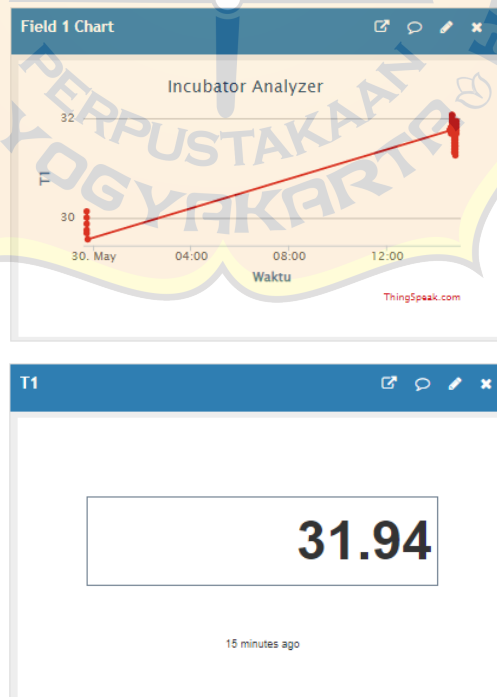 Field 1 Chart
PERPUSTAKAAN
YOGYAKARTA
Incubator Analyzer
32
T1
30
30. May 04:00 08:00 12:00
Waktu
ThingSpeak.com
T1
31.94
15 minutes ago